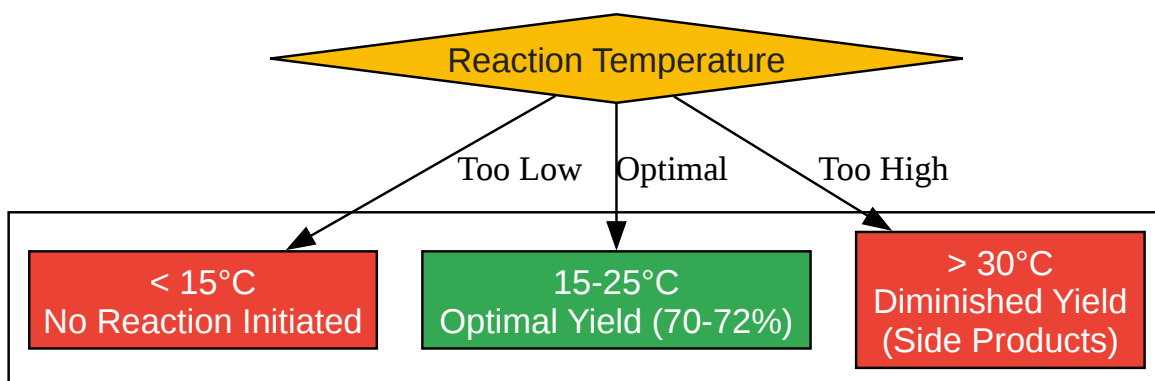 Reaction Temperature
Too Low
Optimal
Too High
< 15°C
No Reaction Initiated
15-25°C
Optimal Yield (70-72%)
> 30°C
Diminished Yield
(Side Products)